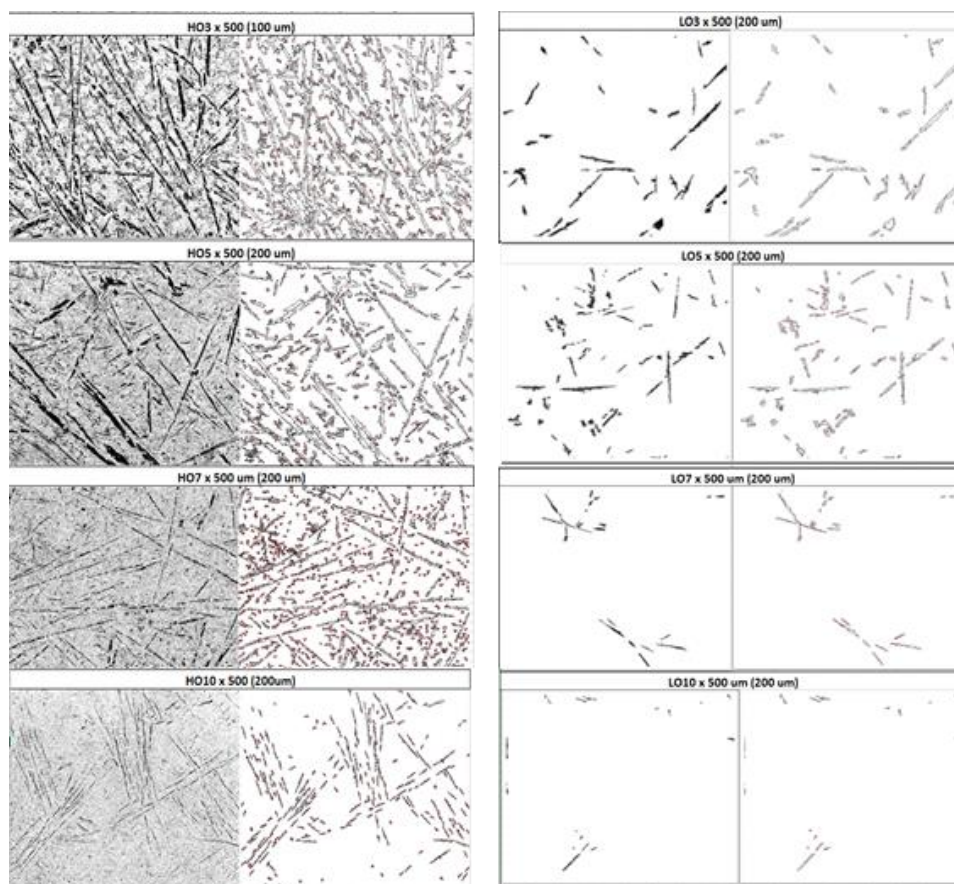 HO3 x 500 (100 um)
LO3 x 500 (200 um)
HO5 x 500 (200 um)
LO5 x 500 (200 um)
HO7 x 500 um (200 um)
LO7 x 500 um (200 um)
HO10 x 500 (200um)
LO10 x 500 um (200 um)